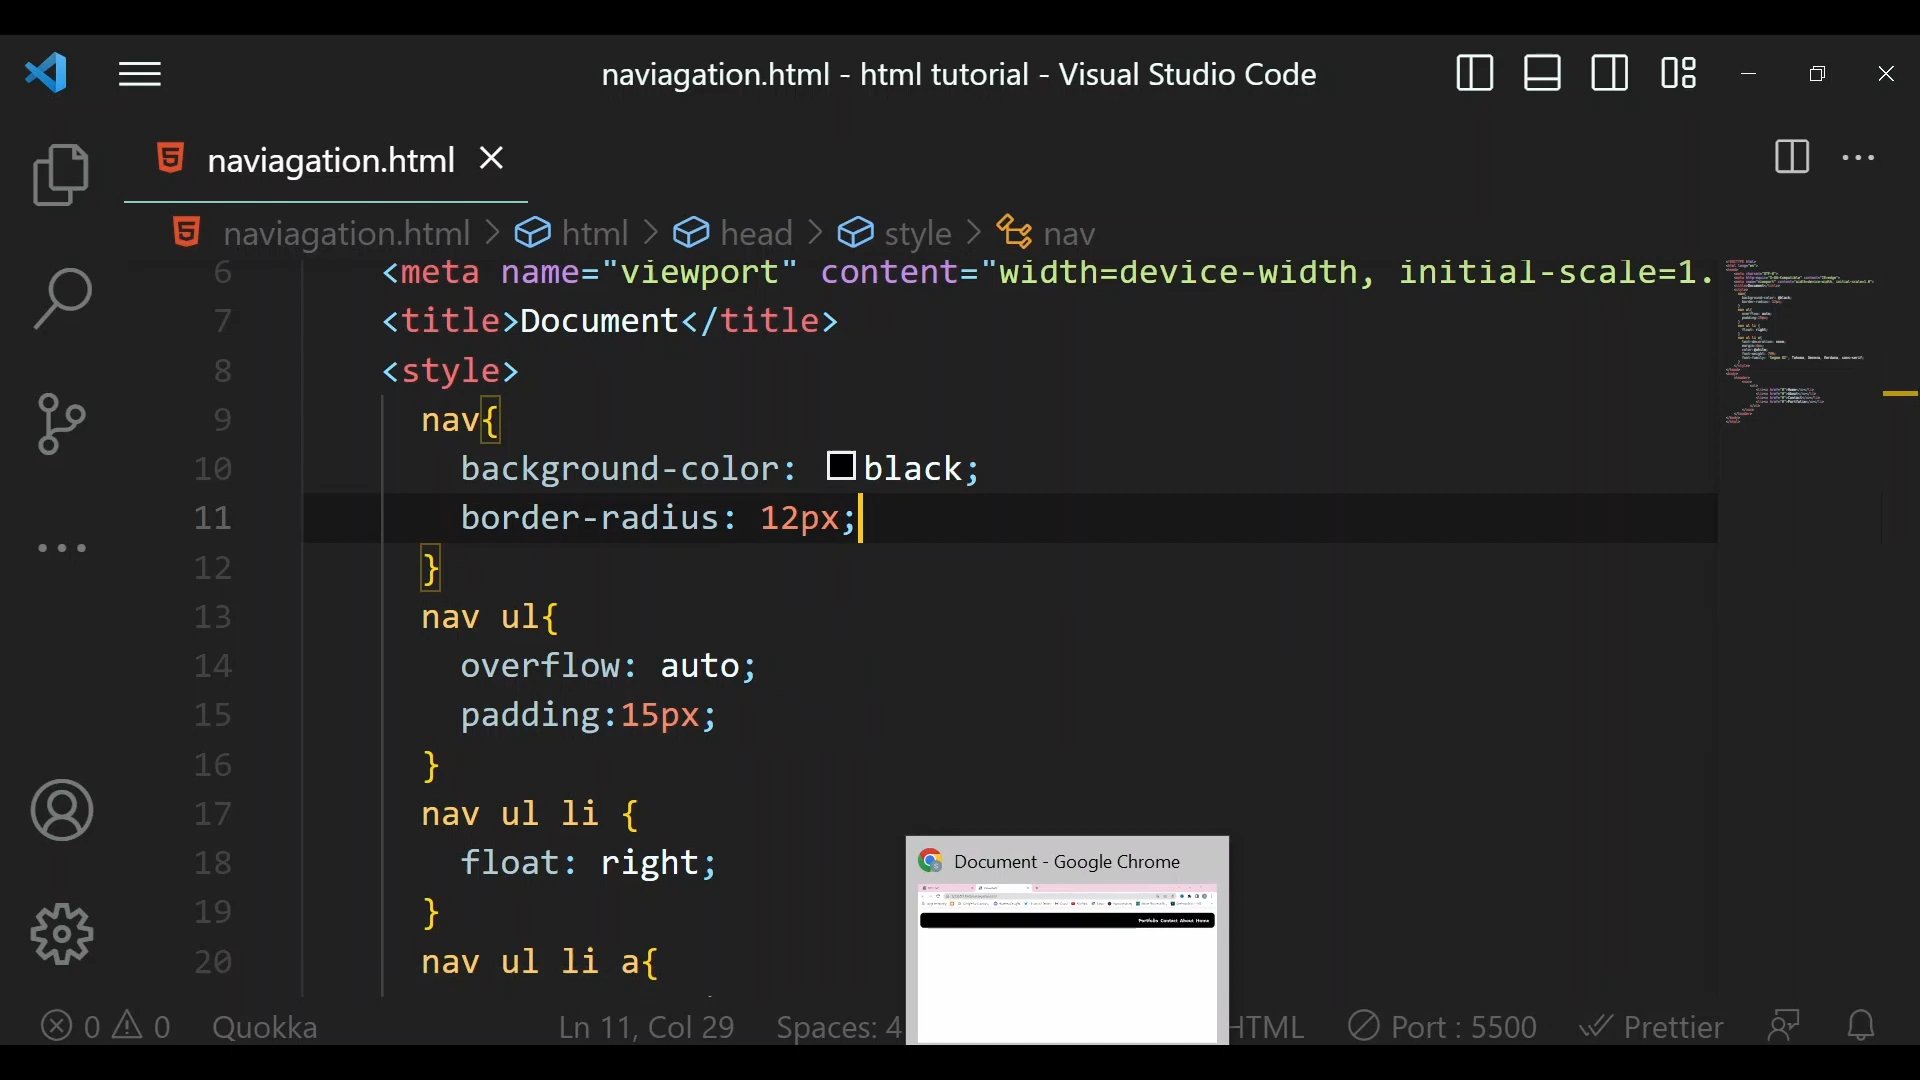 naviagation.html - html tutorial - Visual Studio Code
naviagation.html
naviagation.html > html > head > style > nav
6 <meta name="viewport" content="width=device-width, initial-scale=1.
7 <title>Document</title>
8 <style>
9 nav{
10 background-color: black;
11 border-radius: 12px;
12 }
13 nav ul{
14 overflow: auto;
15 padding:15px;
16 }
17 nav ul li {
18 float: right;
19 }
20 nav ul li a{
Document - Google Chrome
Portfolio Contact About Home
0 0 Quokka Ln 11, Col 29 Spaces: 4 HTML Port : 5500 Prettier